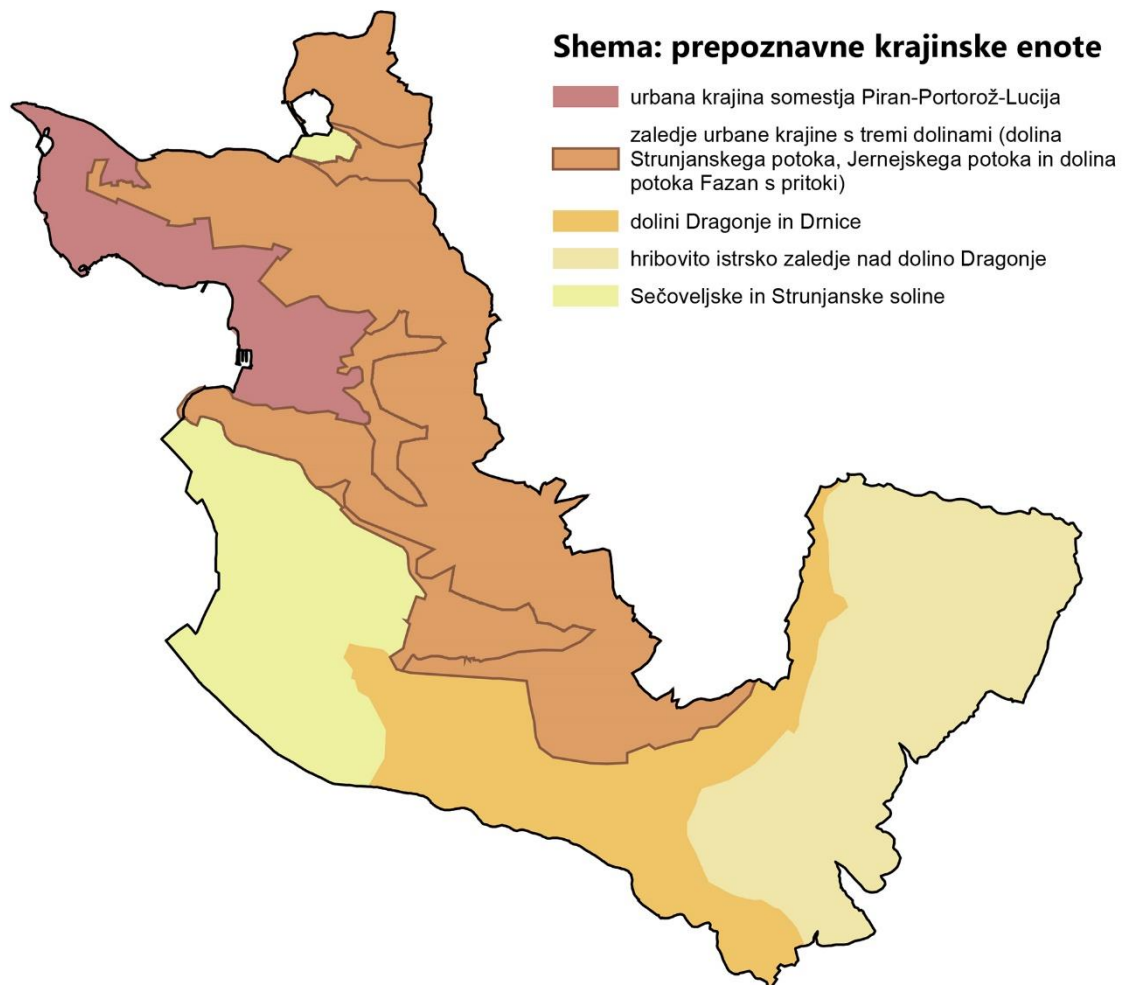 Shema: prepoznavne krajinske enote
urbana krajina somestja Piran-Portorož-Lucija
zaledje urbane krajine s tremi dolinami (dolina
Strunjanskega potoka, Jernejskega potoka in dolina
potoka Fazan s pritoki)
dolini Dragonje in Drnice
hribovito istrsko zaledje nad dolino Dragonje
Sečoveljske in Strunjanske soline